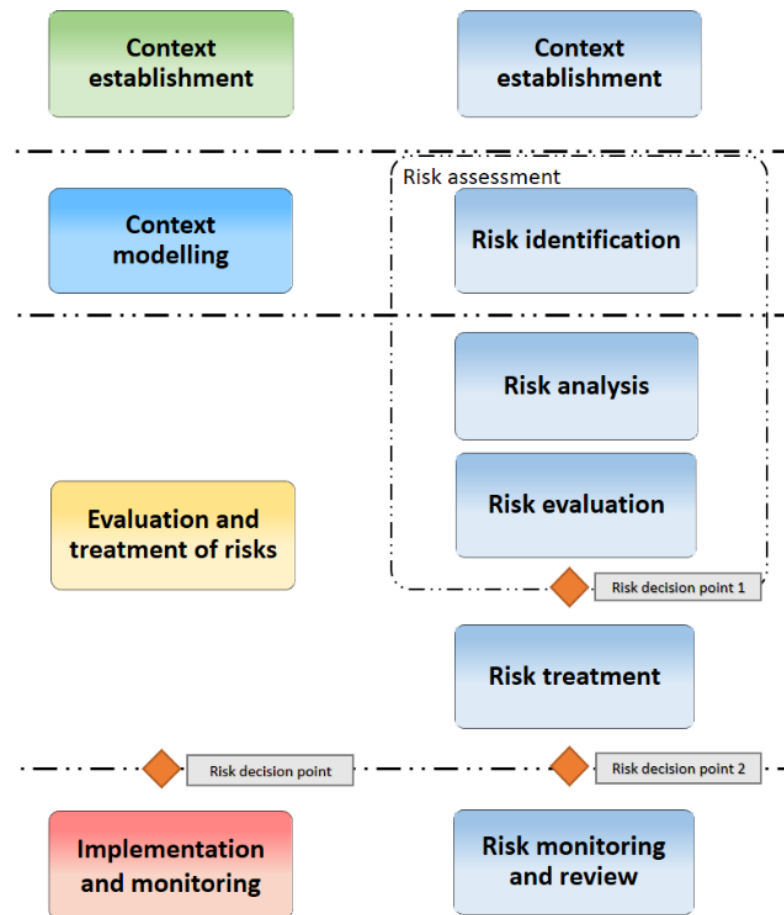 Context
establishment
Context
establishment
Risk assessment
Context
modelling
Risk identification
Risk analysis
Evaluation and
treatment of risks
Risk evaluation
Risk decision point 1
Risk treatment
Risk decision point
Risk decision point 2
Implementation
and monitoring
Risk monitoring
and review